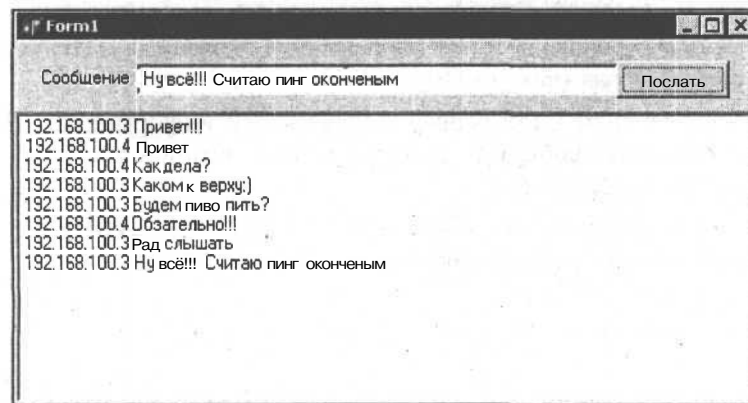 Form1
Сообщение Ну всё!!! Считаю пинг оконченым Послать
192.168.100.3 Привет!!!
192.168.100.4 Привет
192.168.100.4 Как дела?
192.168.100.3 Каком к верху:)
192.168.100.3 Будем пиво пить?
192.168.100.4 Обзательно!!!
192.168.100.3 Рад слышать
192.168.100.3 Ну всё!!! Считаю пинг оконченым